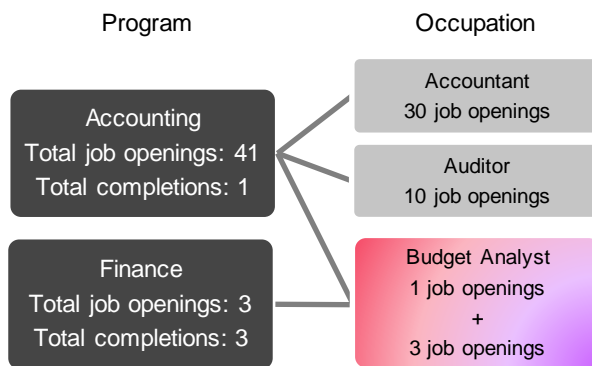 Program
Occupation
Accounting
Total job openings: 41
Total completions: 1
Finance
Total job openings: 3
Total completions: 3
Accountant
30 job openings
Auditor
10 job openings
Budget Analyst
1 job openings
+
3 job openings